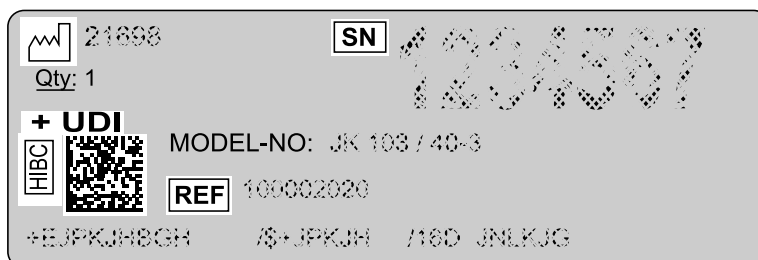 21698 SN 1234567
Qty: 1
+ UDI
HIBC
MODEL-NO: JK 103 / 40-3
REF 100002020
+EJPKJHBGH /$+JPKJH /16D JNLKJG